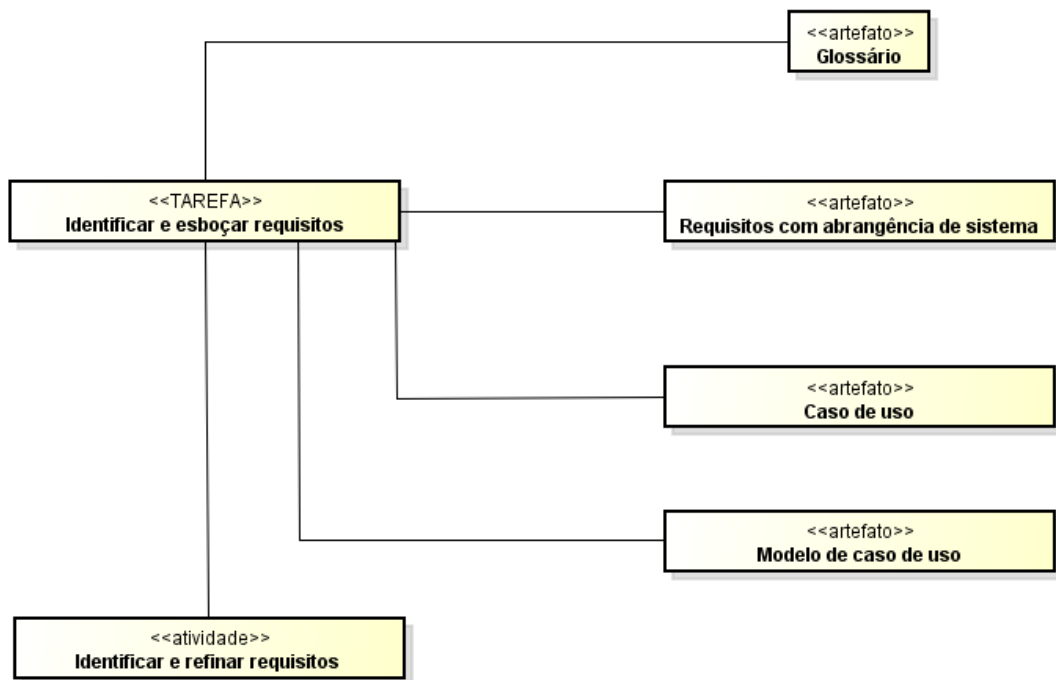 <<artefato>>
Glossário
<<TAREFA>>
Identificar e esboçar requisitos
<<artefato>>
Requisitos com abrangência de sistema
<<artefato>>
Caso de uso
<<artefato>>
Modelo de caso de uso
<<atividade>>
Identificar e refinar requisitos